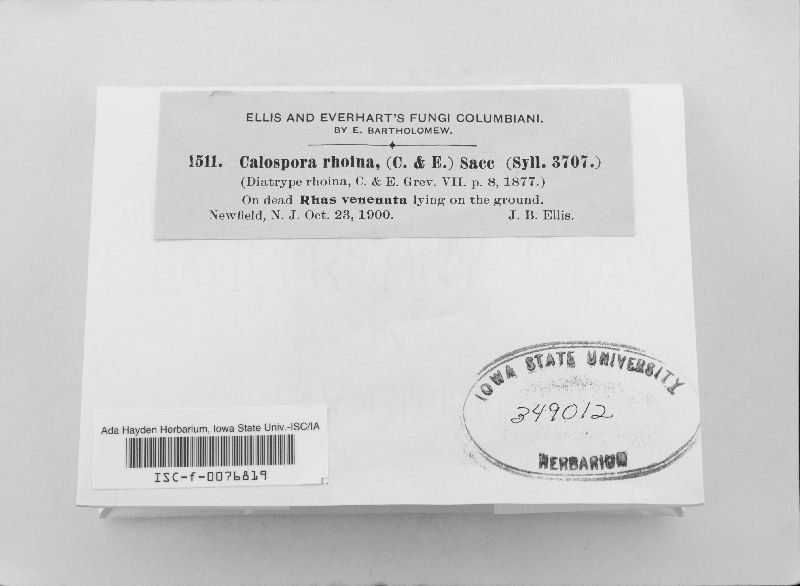 ELLIS AND EVERHART'S FUNGI COLUMBIANI.
BY E. BARTHOLOMEW.
1511. Calospora rhoina, (C. & E.) Sacc (Syll. 3707.)
(Diatrype rhoina, C. & E. Grev. VII. p. 8, 1877.)
On dead Rhas venenata lying on the ground.
Newfield, N. J. Oct. 23, 1900. J. B. Ellis.
IOWA STATE UNIVERSITY
349012
HERBARIUM
Ada Hayden Herbarium, Iowa State Univ.-ISC/IA
ISC-f-0076819